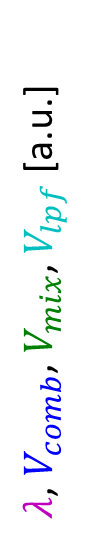 λ, V_comb, V_mix, V_lpf [a.u.]